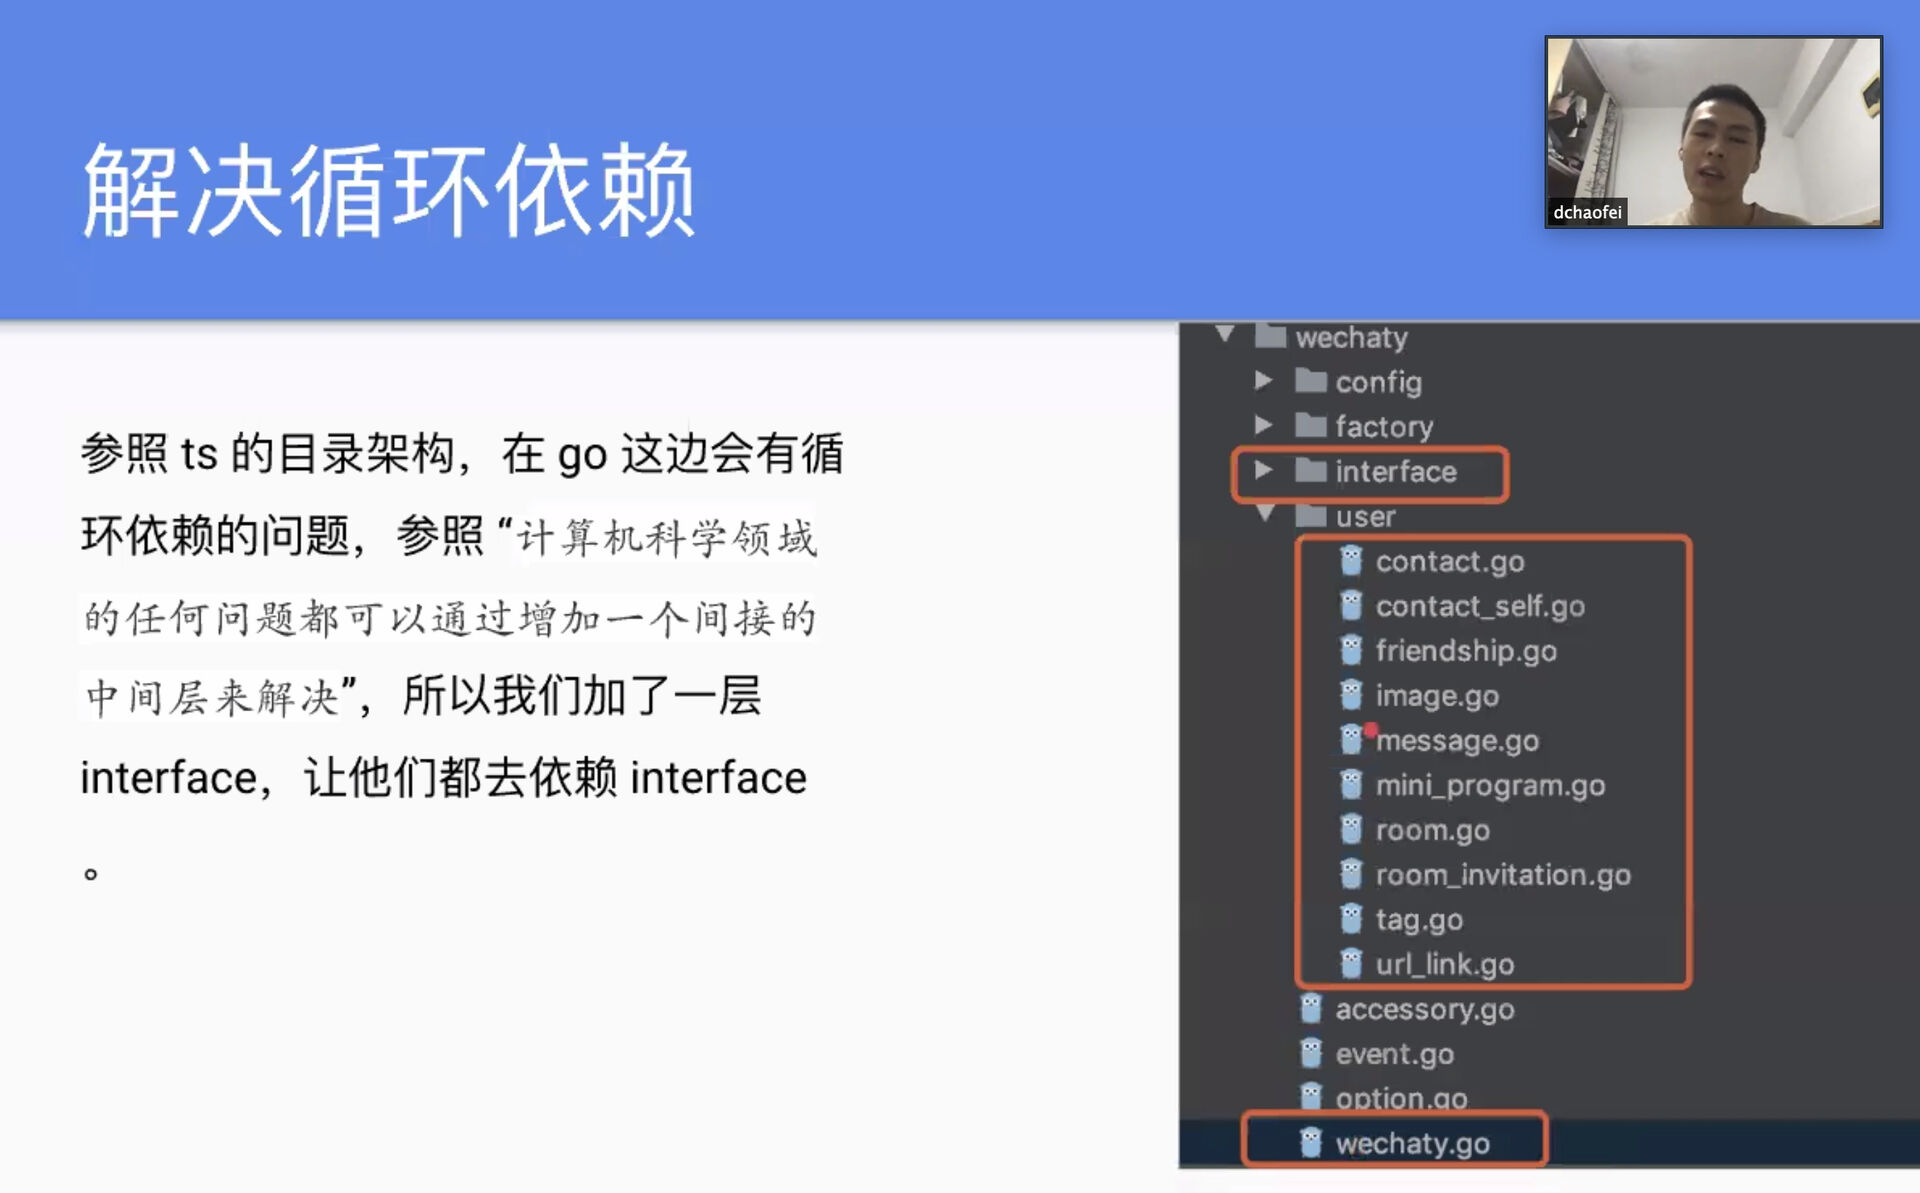 解决循环依赖
dchaofei
参照 ts 的目录架构，在 go 这边会有循
环依赖的问题，参照 “计算机科学领域
的任何问题都可以通过增加一个间接的
中间层来解决”，所以我们加了一层
interface，让他们都去依赖 interface
。
wechaty
config
factory
interface
user
contact.go
contact_self.go
friendship.go
image.go
message.go
mini_program.go
room.go
room_invitation.go
tag.go
url_link.go
accessory.go
event.go
option.go
wechaty.go